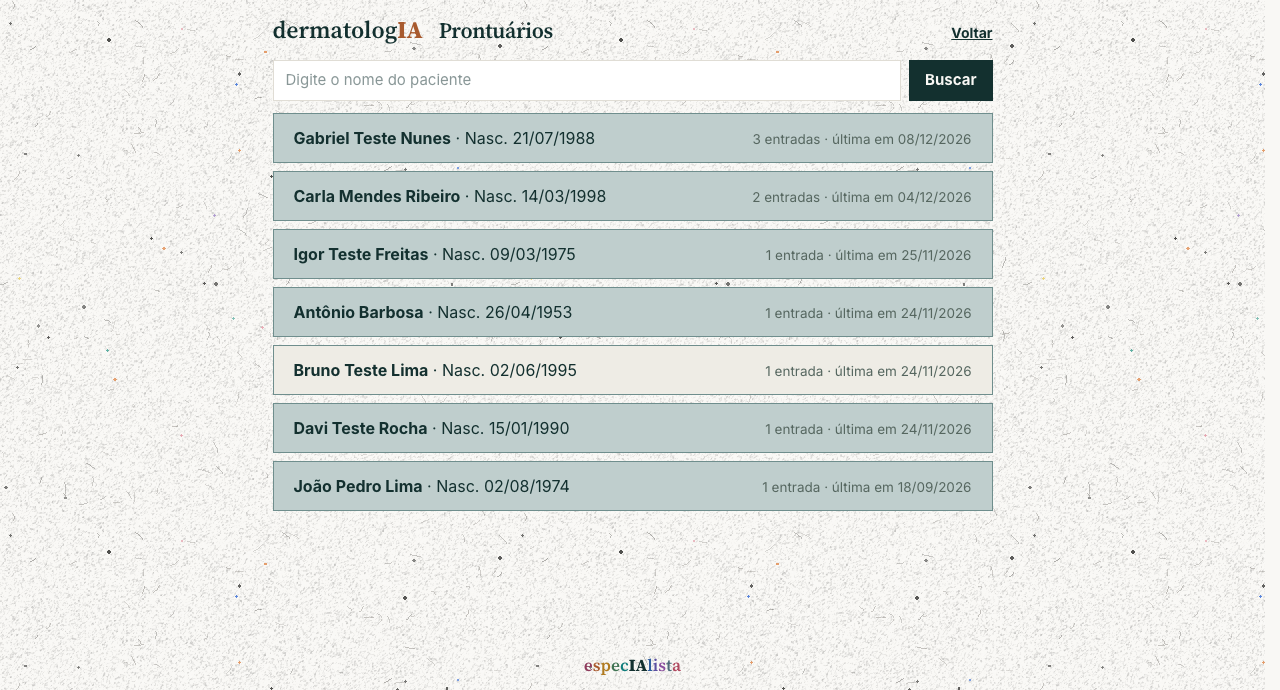 dermatologIA Prontuários Voltar
Digite o nome do paciente Buscar
Gabriel Teste Nunes · Nasc. 21/07/1988 3 entradas · última em 08/12/2026
Carla Mendes Ribeiro · Nasc. 14/03/1998 2 entradas · última em 04/12/2026
Igor Teste Freitas · Nasc. 09/03/1975 1 entrada · última em 25/11/2026
Antônio Barbosa · Nasc. 26/04/1953 1 entrada · última em 24/11/2026
Bruno Teste Lima · Nasc. 02/06/1995 1 entrada · última em 24/11/2026
Davi Teste Rocha · Nasc. 15/01/1990 1 entrada · última em 24/11/2026
João Pedro Lima · Nasc. 02/08/1974 1 entrada · última em 18/09/2026
especIAlista